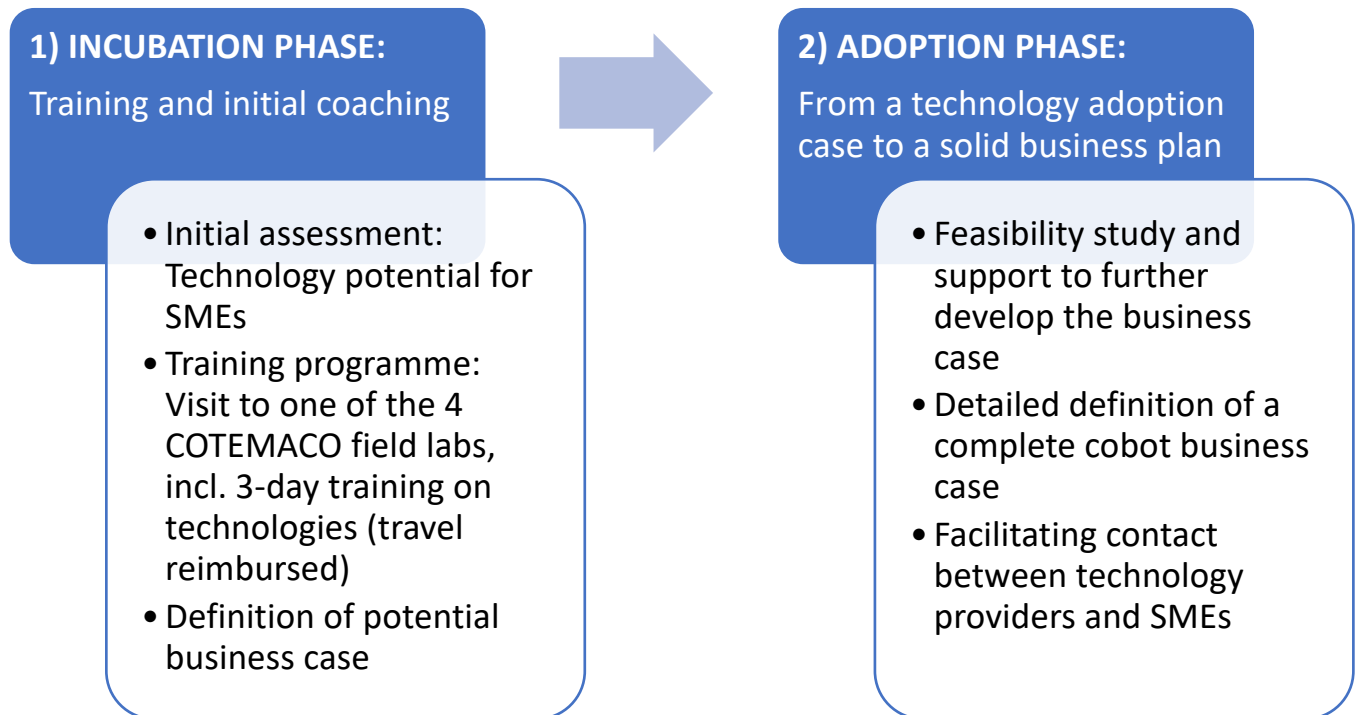 1) INCUBATION PHASE:
Training and initial coaching
• Initial assessment:
Technology potential for
SMEs
• Training programme:
Visit to one of the 4
COTEMACO field labs,
incl. 3-day training on
technologies (travel
reimbursed)
• Definition of potential
business case
2) ADOPTION PHASE:
From a technology adoption
case to a solid business plan
• Feasibility study and
support to further
develop the business
case
• Detailed definition of a
complete cobot business
case
• Facilitating contact
between technology
providers and SMEs